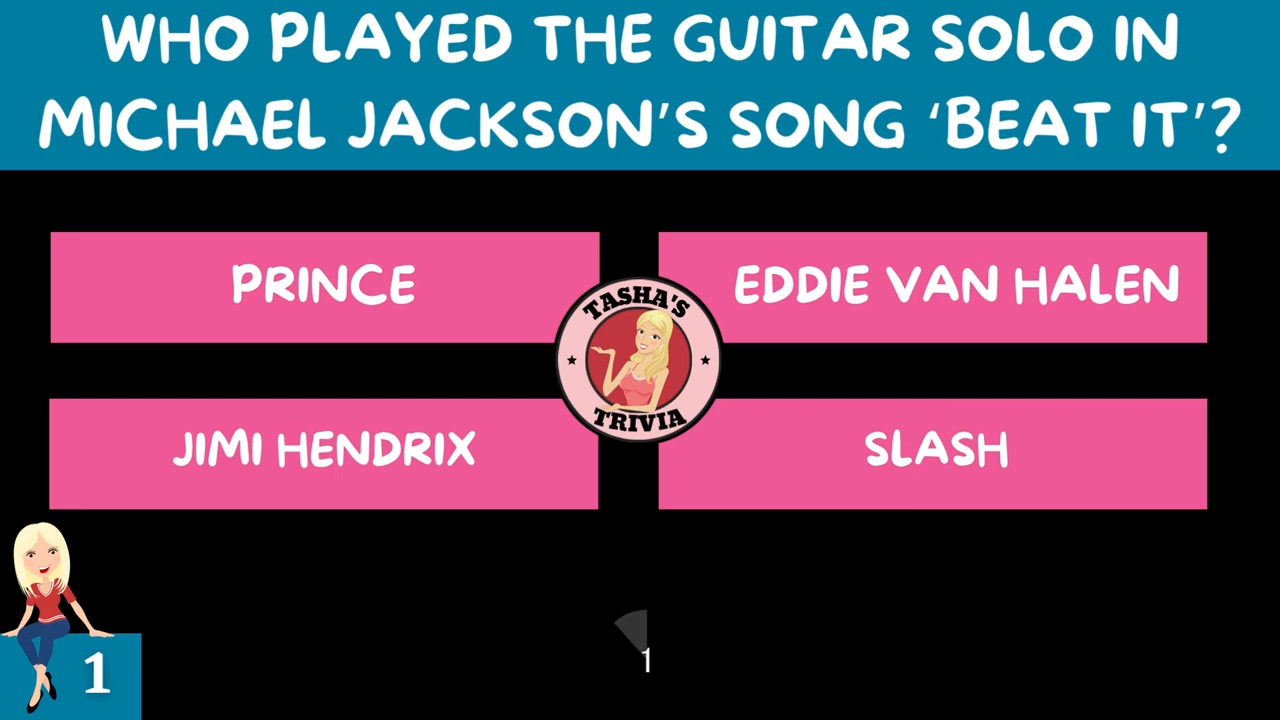 WHO PLAYED THE GUITAR SOLO IN
MICHAEL JACKSON'S SONG ‘BEAT IT’?
PRINCE
EDDIE VAN HALEN
TASHA'S
TRIVIA
JIMI HENDRIX
SLASH
1
1